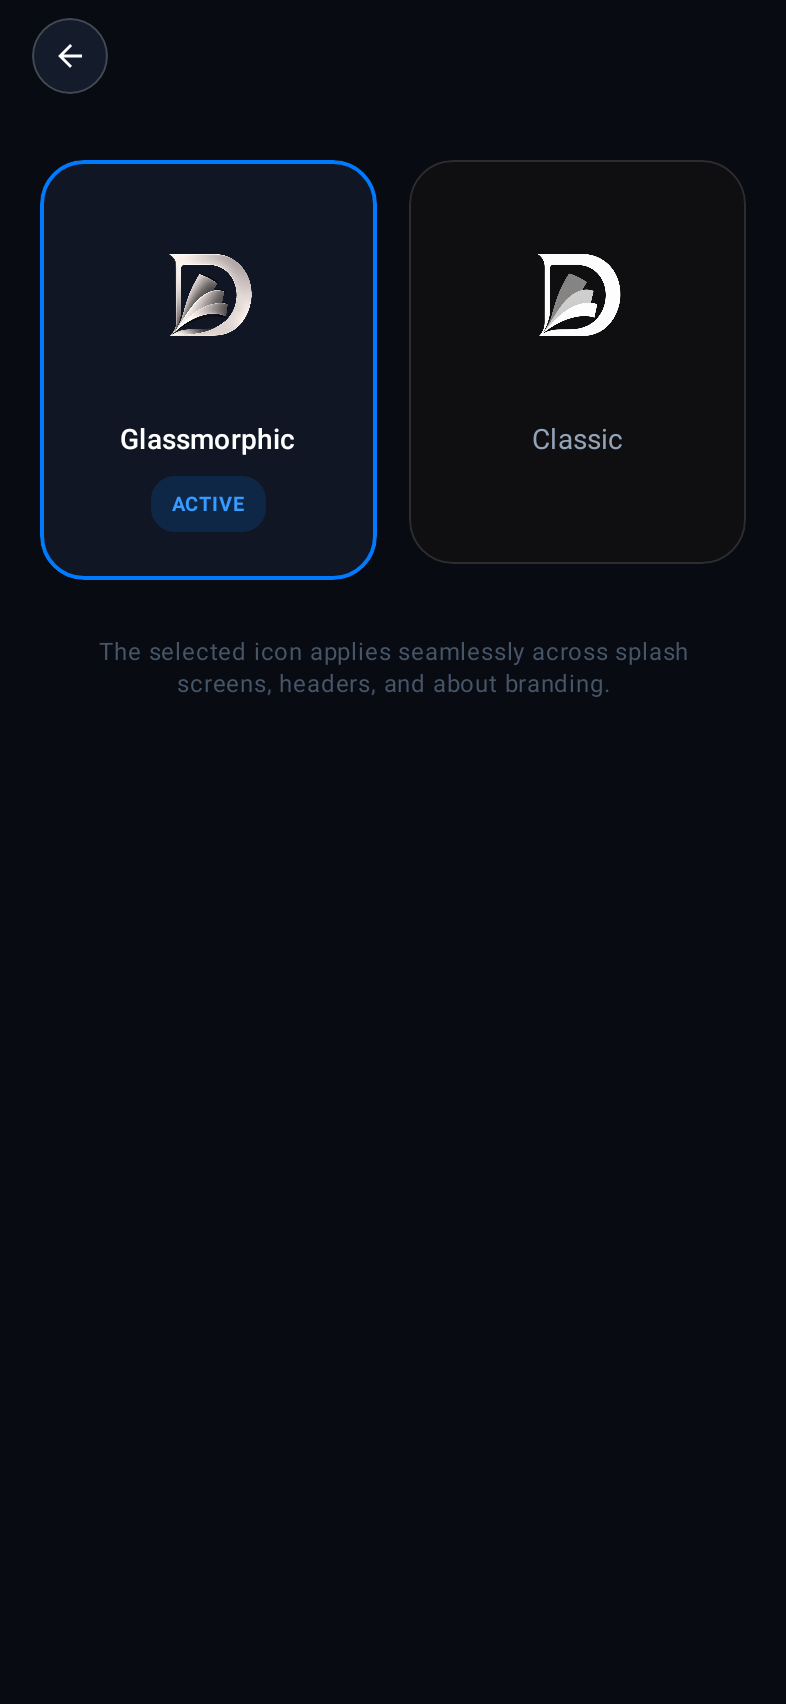 Glassmorphic
Classic
ACTIVE
The selected icon applies seamlessly across splash
screens, headers, and about branding.